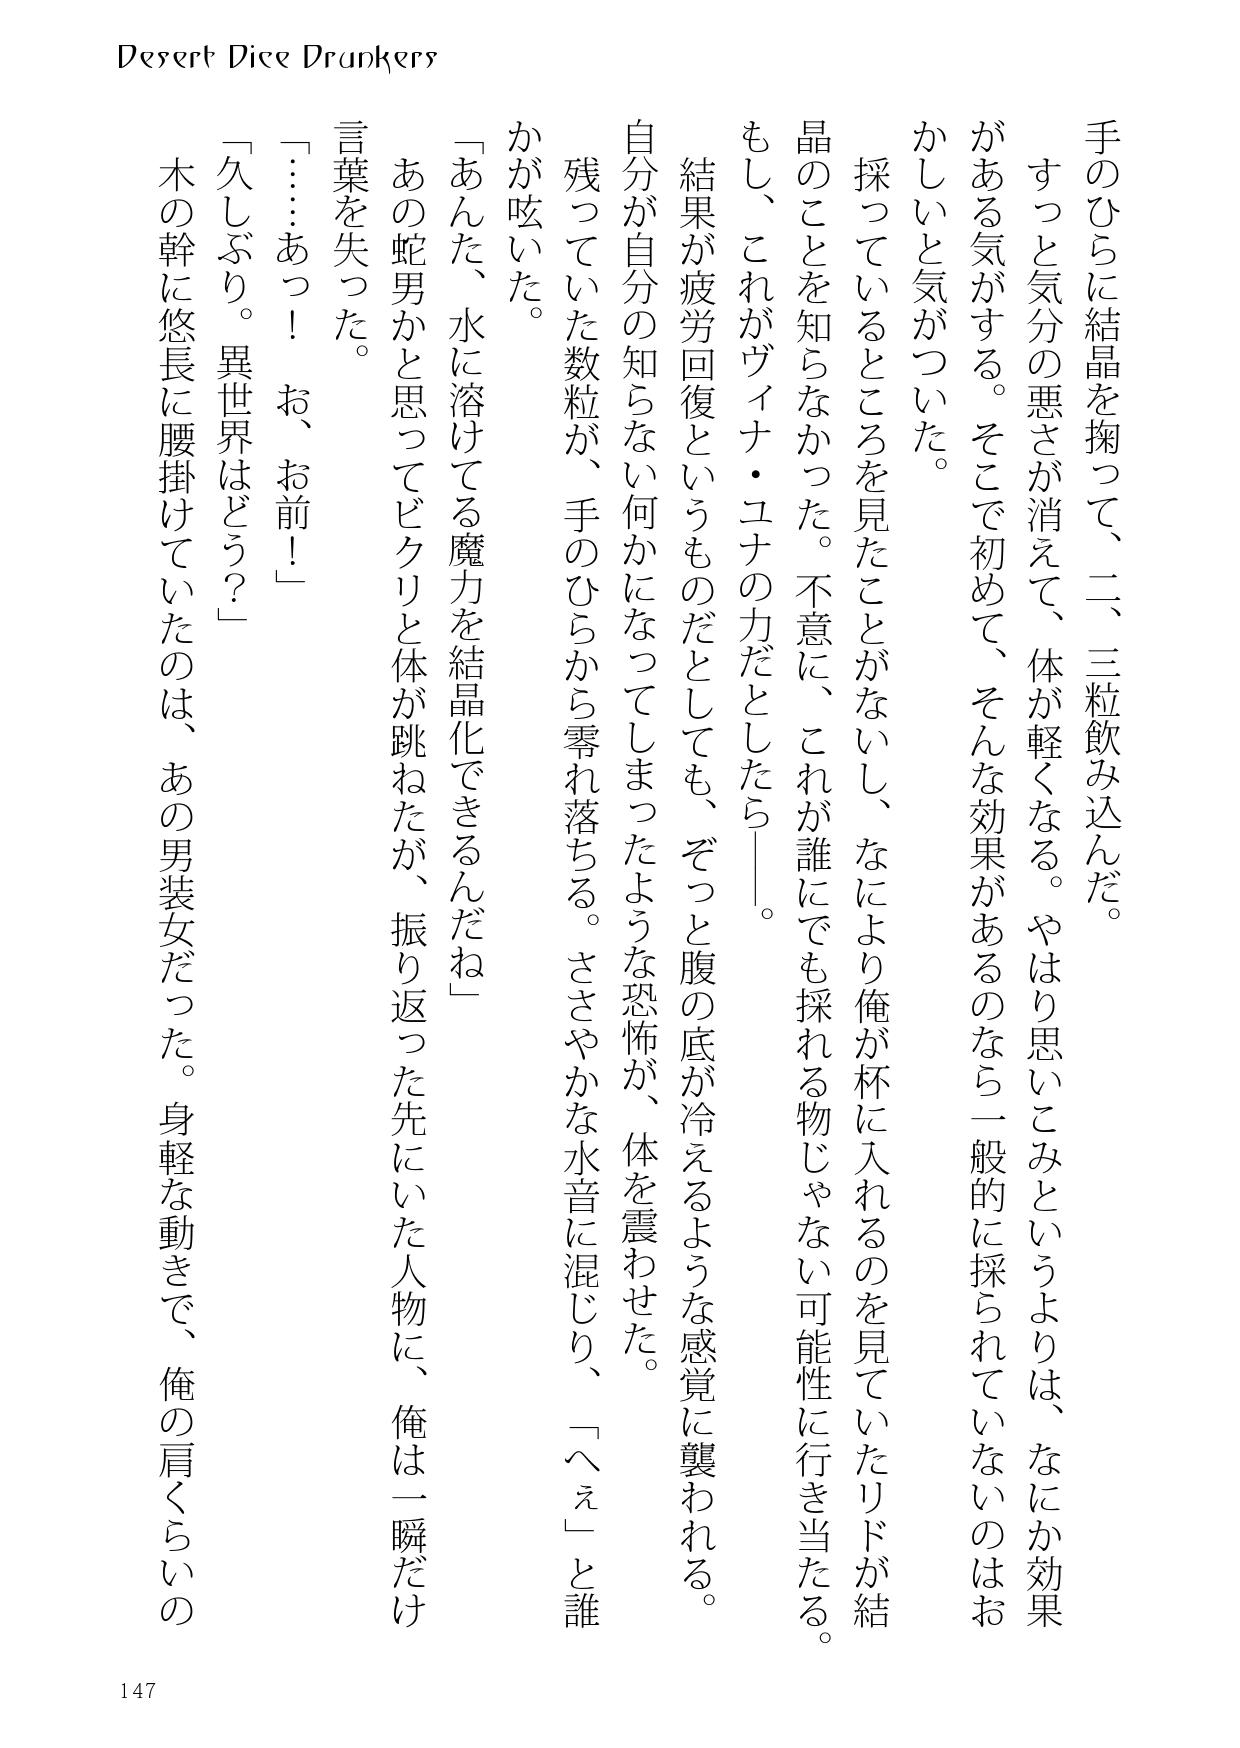 Desert Dice Drunkers
手のひらに結晶を掬って、二、三粒飲み込んだ。
　すっと気分の悪さが消えて、体が軽くなる。やはり思いこみというよりは、なにか効果
がある気がする。そこで初めて、そんな効果があるのなら一般的に採られていないのはお
かしいと気がついた。
　採っているところを見たことがないし、なにより俺が杯に入れるのを見ていたリドが結
晶のことを知らなかった。不意に、これが誰にでも採れる物じゃない可能性に行き当たる。
もし、これがヴィナ・ユナの力だとしたら――。
　結果が疲労回復というものだとしても、ぞっと腹の底が冷えるような感覚に襲われる。
自分が自分の知らない何かになってしまったような恐怖が、体を震わせた。
　残っていた数粒が、手のひらから零れ落ちる。ささやかな水音に混じり、「へぇ」と誰
かが呟いた。
「あんた、水に溶けてる魔力を結晶化できるんだね」
　あの蛇男かと思ってビクリと体が跳ねたが、振り返った先にいた人物に、俺は一瞬だけ
言葉を失った。
「……あっ！　お、お前！」
「久しぶり。異世界はどう？」
　木の幹に悠長に腰掛けていたのは、あの男装女だった。身軽な動きで、俺の肩くらいの
147